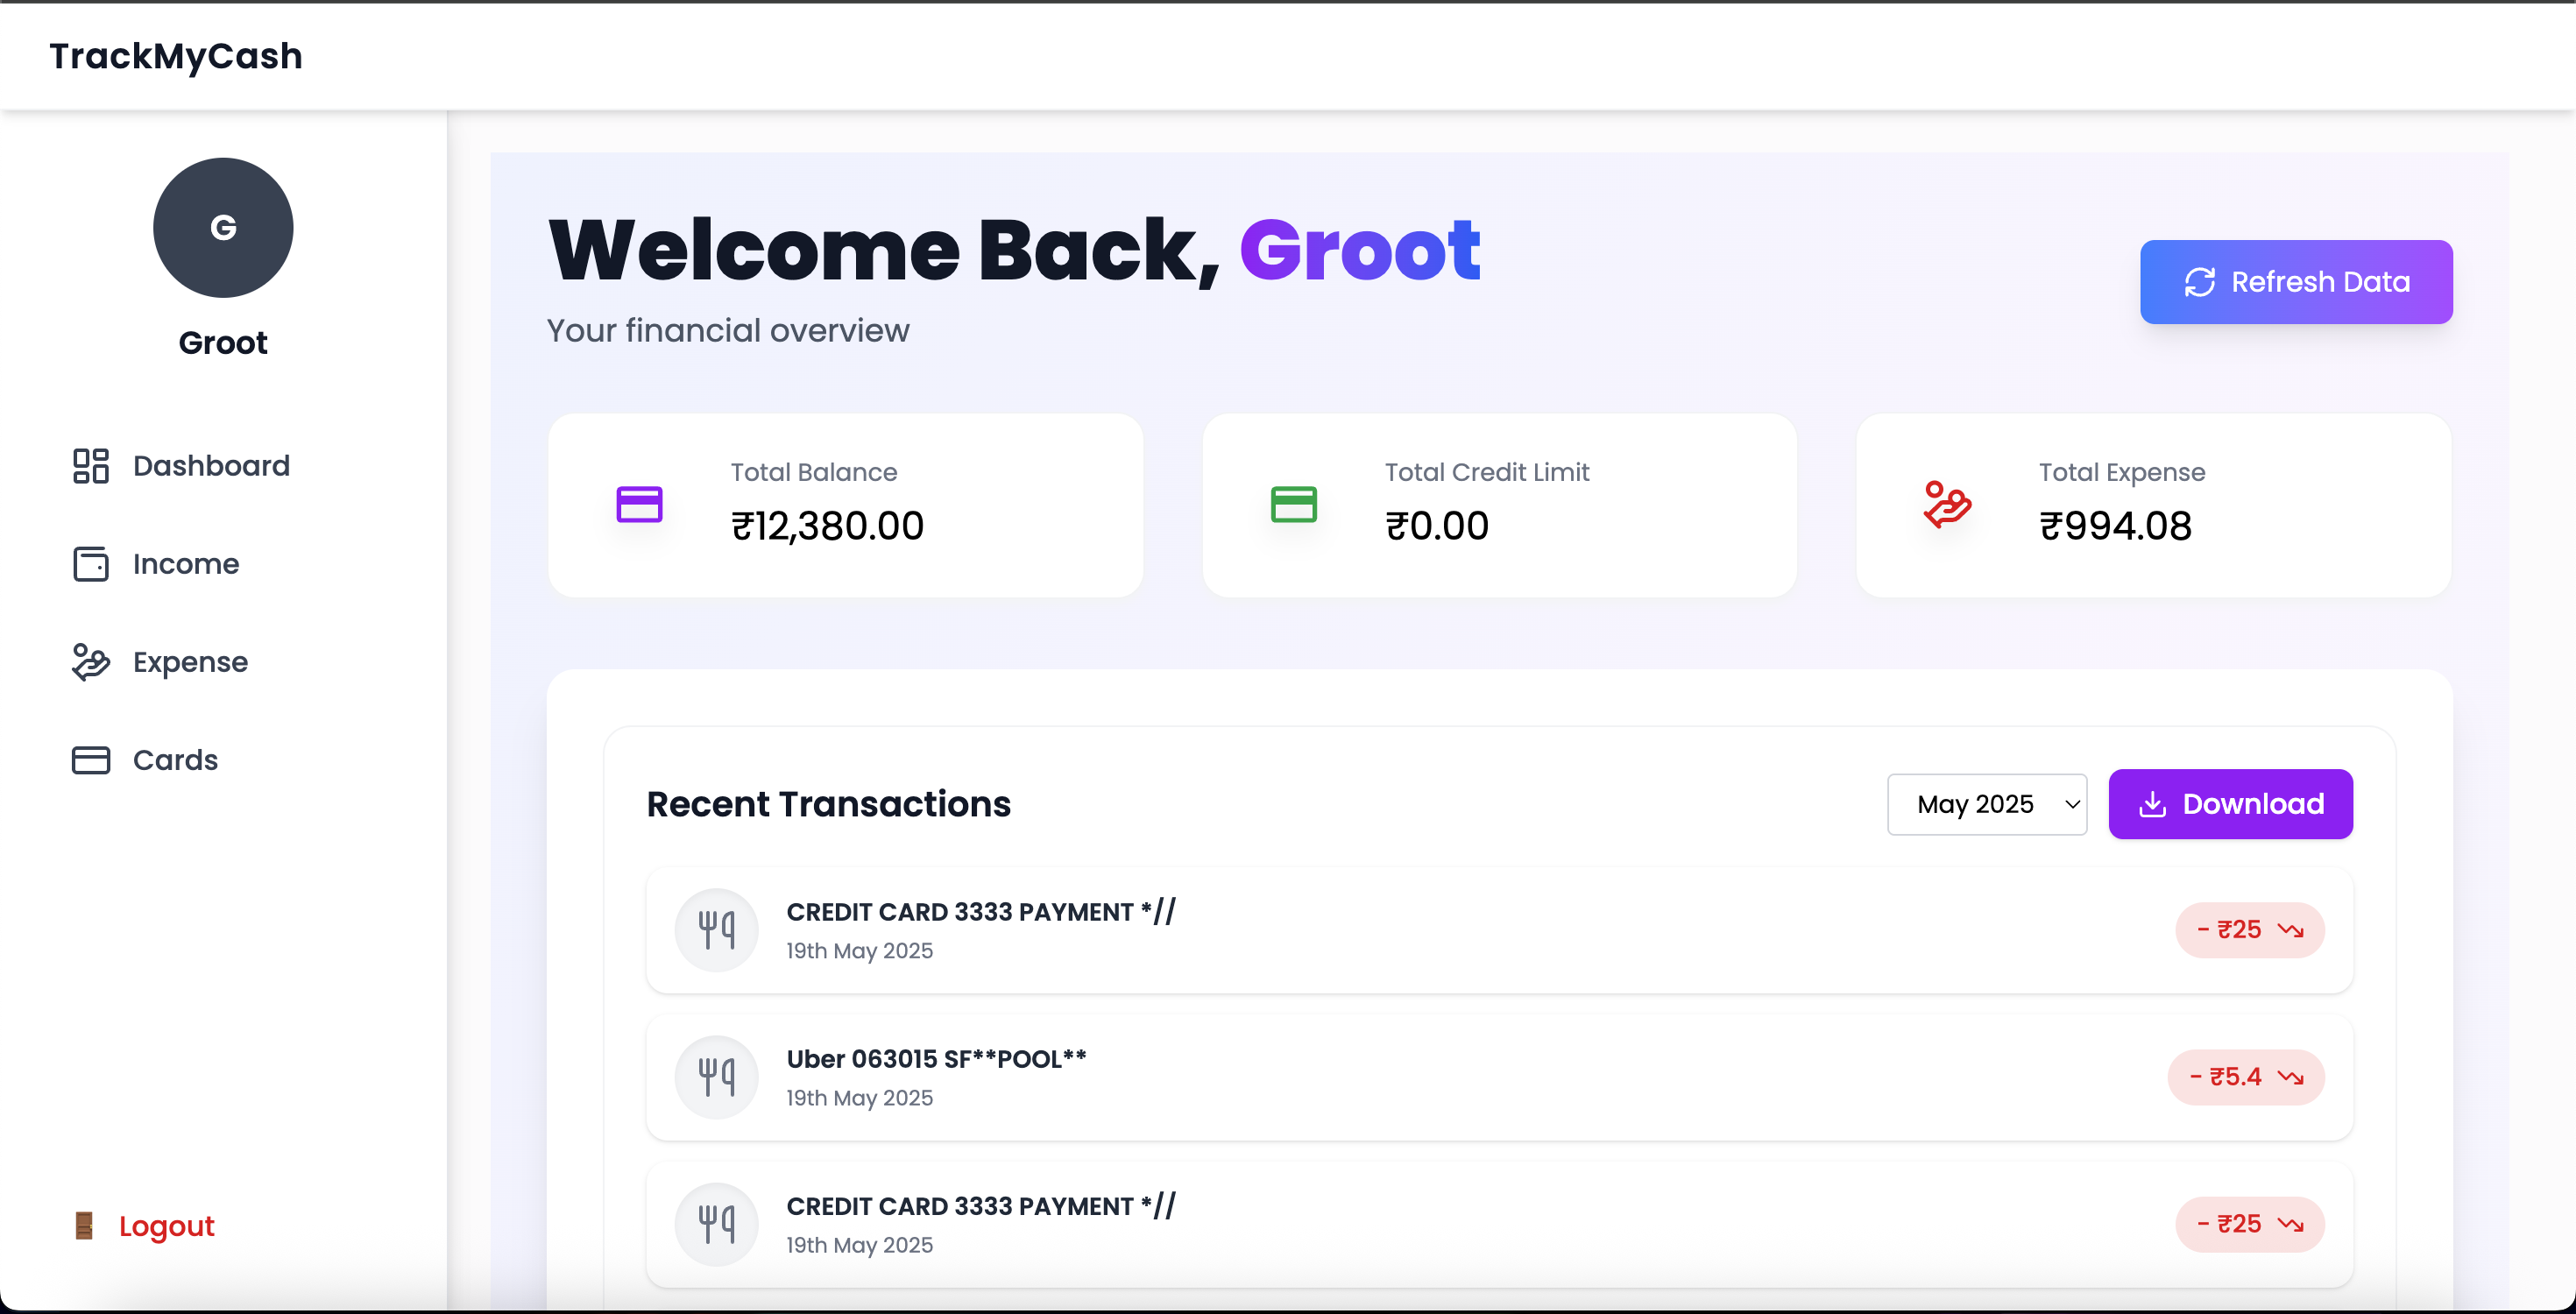 TrackMyCash
G
Groot
Dashboard
Income
Expense
Cards
Logout
Welcome Back, Groot
Your financial overview
Refresh Data
Total Balance
₹12,380.00
Total Credit Limit
₹0.00
Total Expense
₹994.08
Recent Transactions
May 2025
Download
CREDIT CARD 3333 PAYMENT *//
19th May 2025
- ₹25
Uber 063015 SF**POOL**
19th May 2025
- ₹5.4
CREDIT CARD 3333 PAYMENT *//
19th May 2025
- ₹25